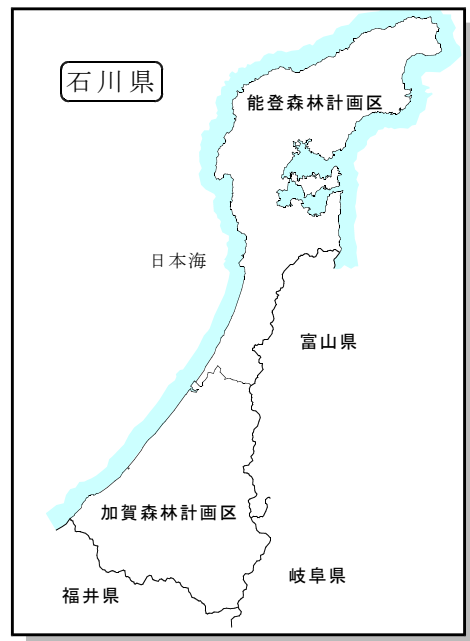 石川県
能登森林計画区
日本海
富山県
加賀森林計画区
岐阜県
福井県